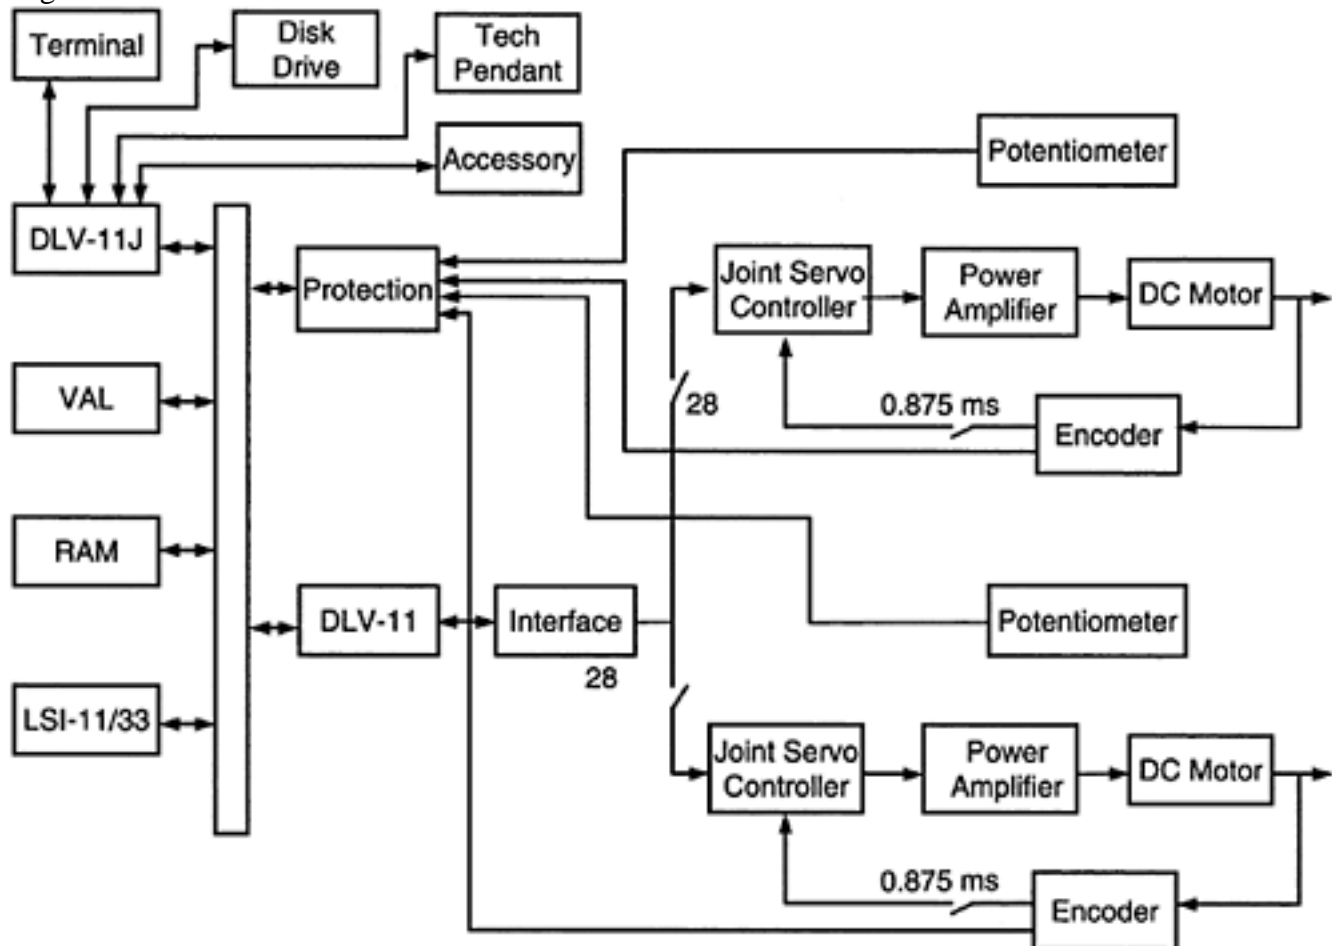 Terminal
Disk
Drive
Tech
Pendant
Accessory
Potentiometer
DLV-11J
Protection
Joint Servo
Controller
Power
Amplifier
DC Motor
VAL
28
0.875 ms
Encoder
RAM
DLV-11
Interface
Potentiometer
28
LSI-11/33
Joint Servo
Controller
Power
Amplifier
DC Motor
0.875 ms
Encoder